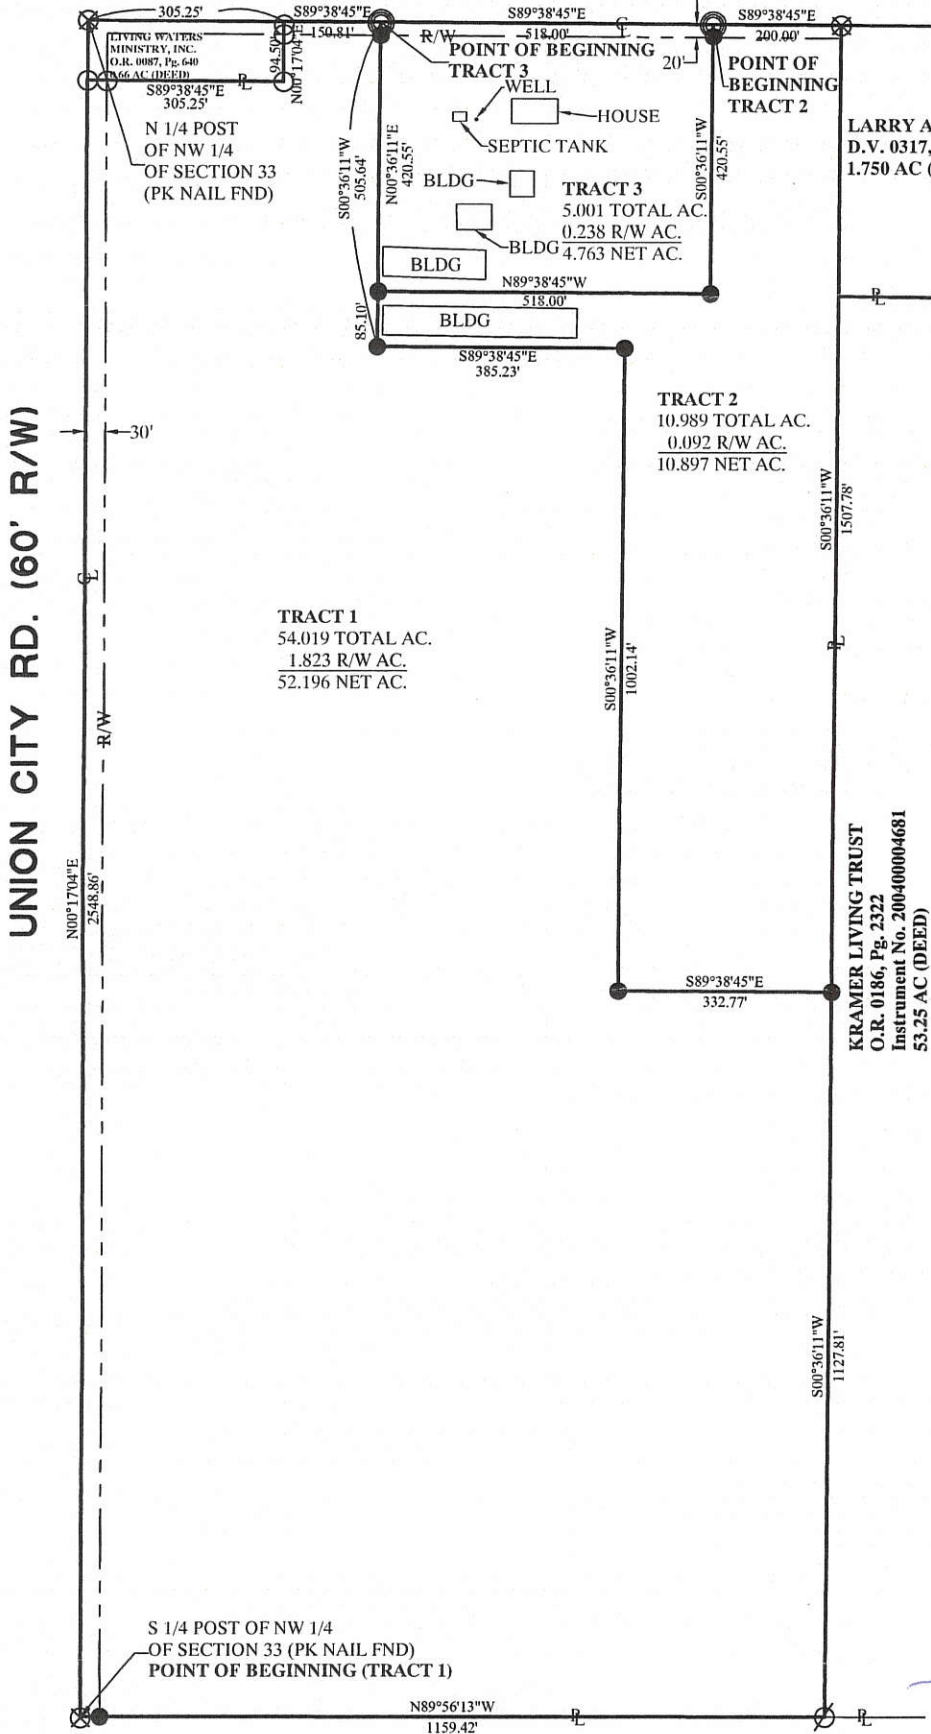 305.25'
S89°38'45"E
150.81'
S89°38'45"E
518.00'
S89°38'45"E
200.00'
CL
R/W
20'
LIVING WATERS
MINISTRY, INC.
O.R. 0087, Pg. 640
.66 AC (DEED)
94.50'
N00°17'04"E
S89°38'45"E
305.25'
PL
N 1/4 POST
OF NW 1/4
OF SECTION 33
(PK NAIL FND)
POINT OF BEGINNING
TRACT 3
POINT OF
BEGINNING
TRACT 2
WELL
HOUSE
SEPTIC TANK
BLDG
BLDG
BLDG
BLDG
TRACT 3
5.001 TOTAL AC.
0.238 R/W AC.
4.763 NET AC.
S00°36'11"W
505.64'
N00°36'11"E
420.55'
S00°36'11"W
420.55'
LARRY A
D.V. 0317,
1.750 AC (
N89°38'45"W
518.00'
PL
85.10'
S89°38'45"E
385.23'
TRACT 2
10.989 TOTAL AC.
0.092 R/W AC.
10.897 NET AC.
30'
UNION CITY RD. (60' R/W)
S00°36'11"W
1507.78'
CL
TRACT 1
54.019 TOTAL AC.
1.823 R/W AC.
52.196 NET AC.
S00°36'11"W
1002.14'
PL
R/W
N00°17'04"E
2548.86'
KRAMER LIVING TRUST
O.R. 0186, Pg. 2322
Instrument No. 200400004681
53.25 AC (DEED)
S89°38'45"E
332.77'
S00°36'11"W
1127.81'
S 1/4 POST OF NW 1/4
OF SECTION 33 (PK NAIL FND)
POINT OF BEGINNING (TRACT 1)
N89°56'13"W
1159.42'
PL
PL